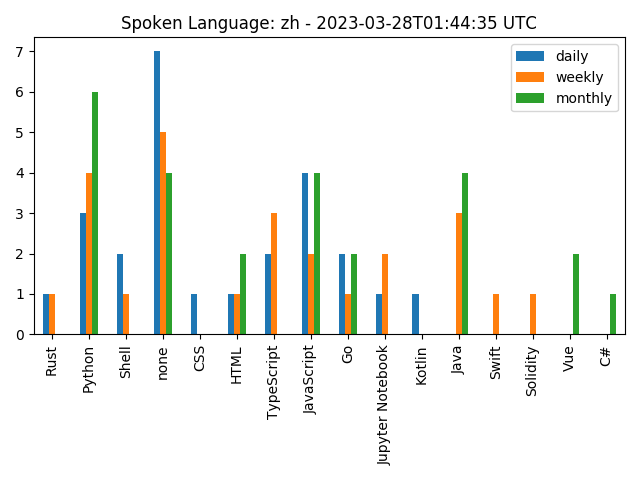 Spoken Language: zh - 2023-03-28T01:44:35 UTC
daily
weekly
monthly
7
6
5
4
3
2
1
0
Rust
Python
Shell
none
CSS
HTML
TypeScript
JavaScript
Go
Jupyter Notebook
Kotlin
Java
Swift
Solidity
Vue
C#